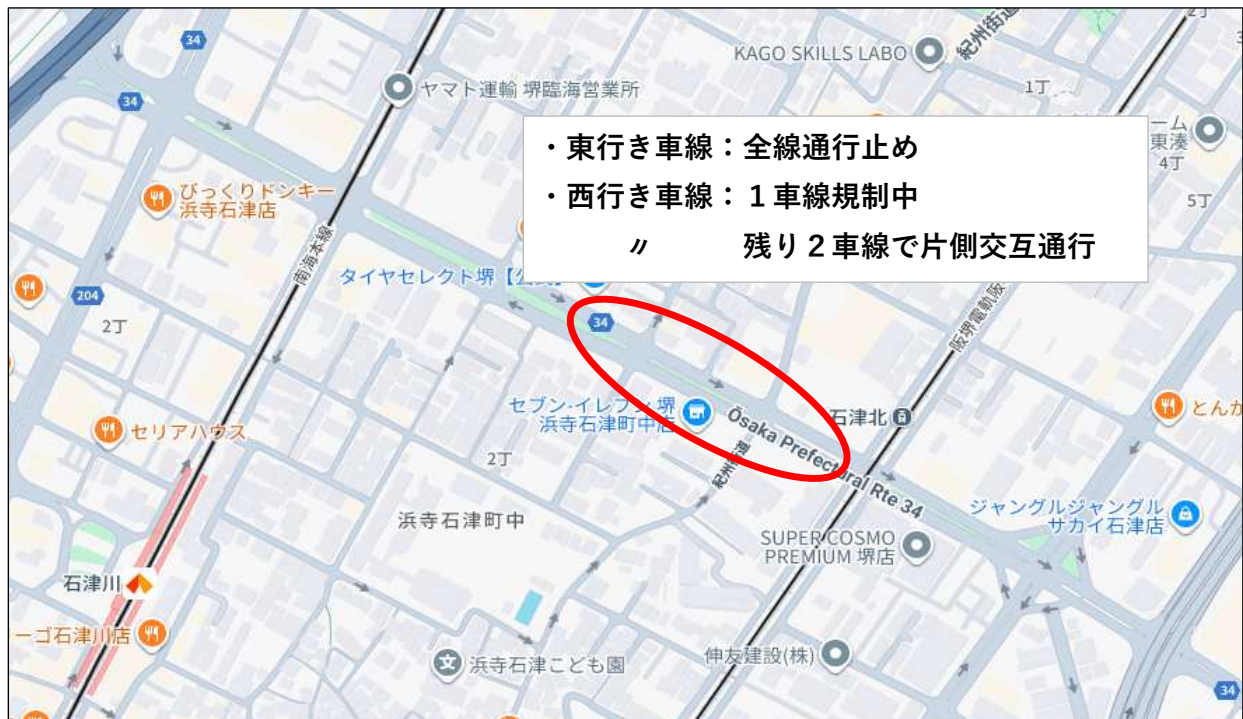 34
2丁
KAGO SKILLS LABO
紀州街道
ヤマト運輸 堺臨海営業所
1丁
34
・東行き車線：全線通行止め
・西行き車線：１車線規制中
〃 残り２車線で片側交互通行
ーム
東湊
4丁
5丁
びっくりドンキー
浜寺石津店
南海本線
タイヤセレクト堺
204
2丁
34
阪堺電軌阪
セブン-イレブン 堺
浜寺石津町中店
石津北
とんか
セリアハウス
Ōsaka Prefectural Rte 34
2丁
紀州街道
浜寺石津町中
ジャングルジャングル
サカイ石津店
SUPER COSMO
PREMIUM 堺店
石津川
ーゴ石津川店
文
浜寺石津こども園
伸友建設(株)
34